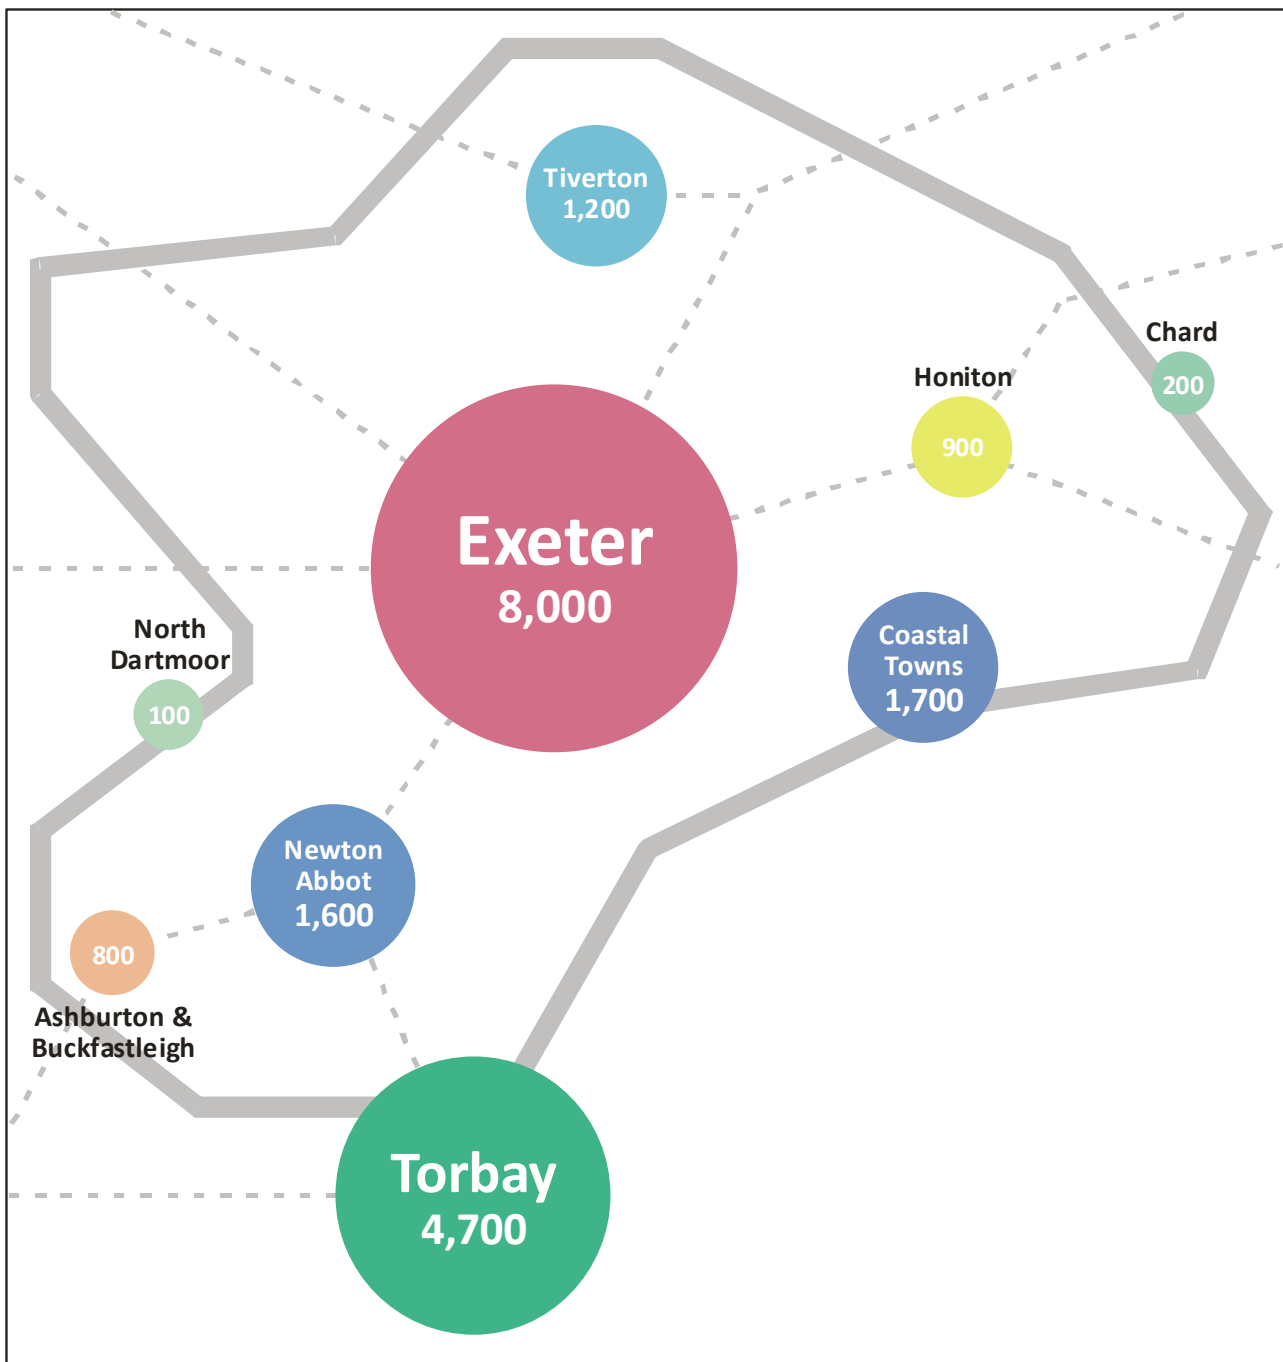 Tiverton
1,200
Chard
200
Honiton
900
Exeter
8,000
North
Dartmoor
100
Coastal
Towns
1,700
Newton
Abbot
1,600
800
Ashburton &
Buckfastleigh
Torbay
4,700